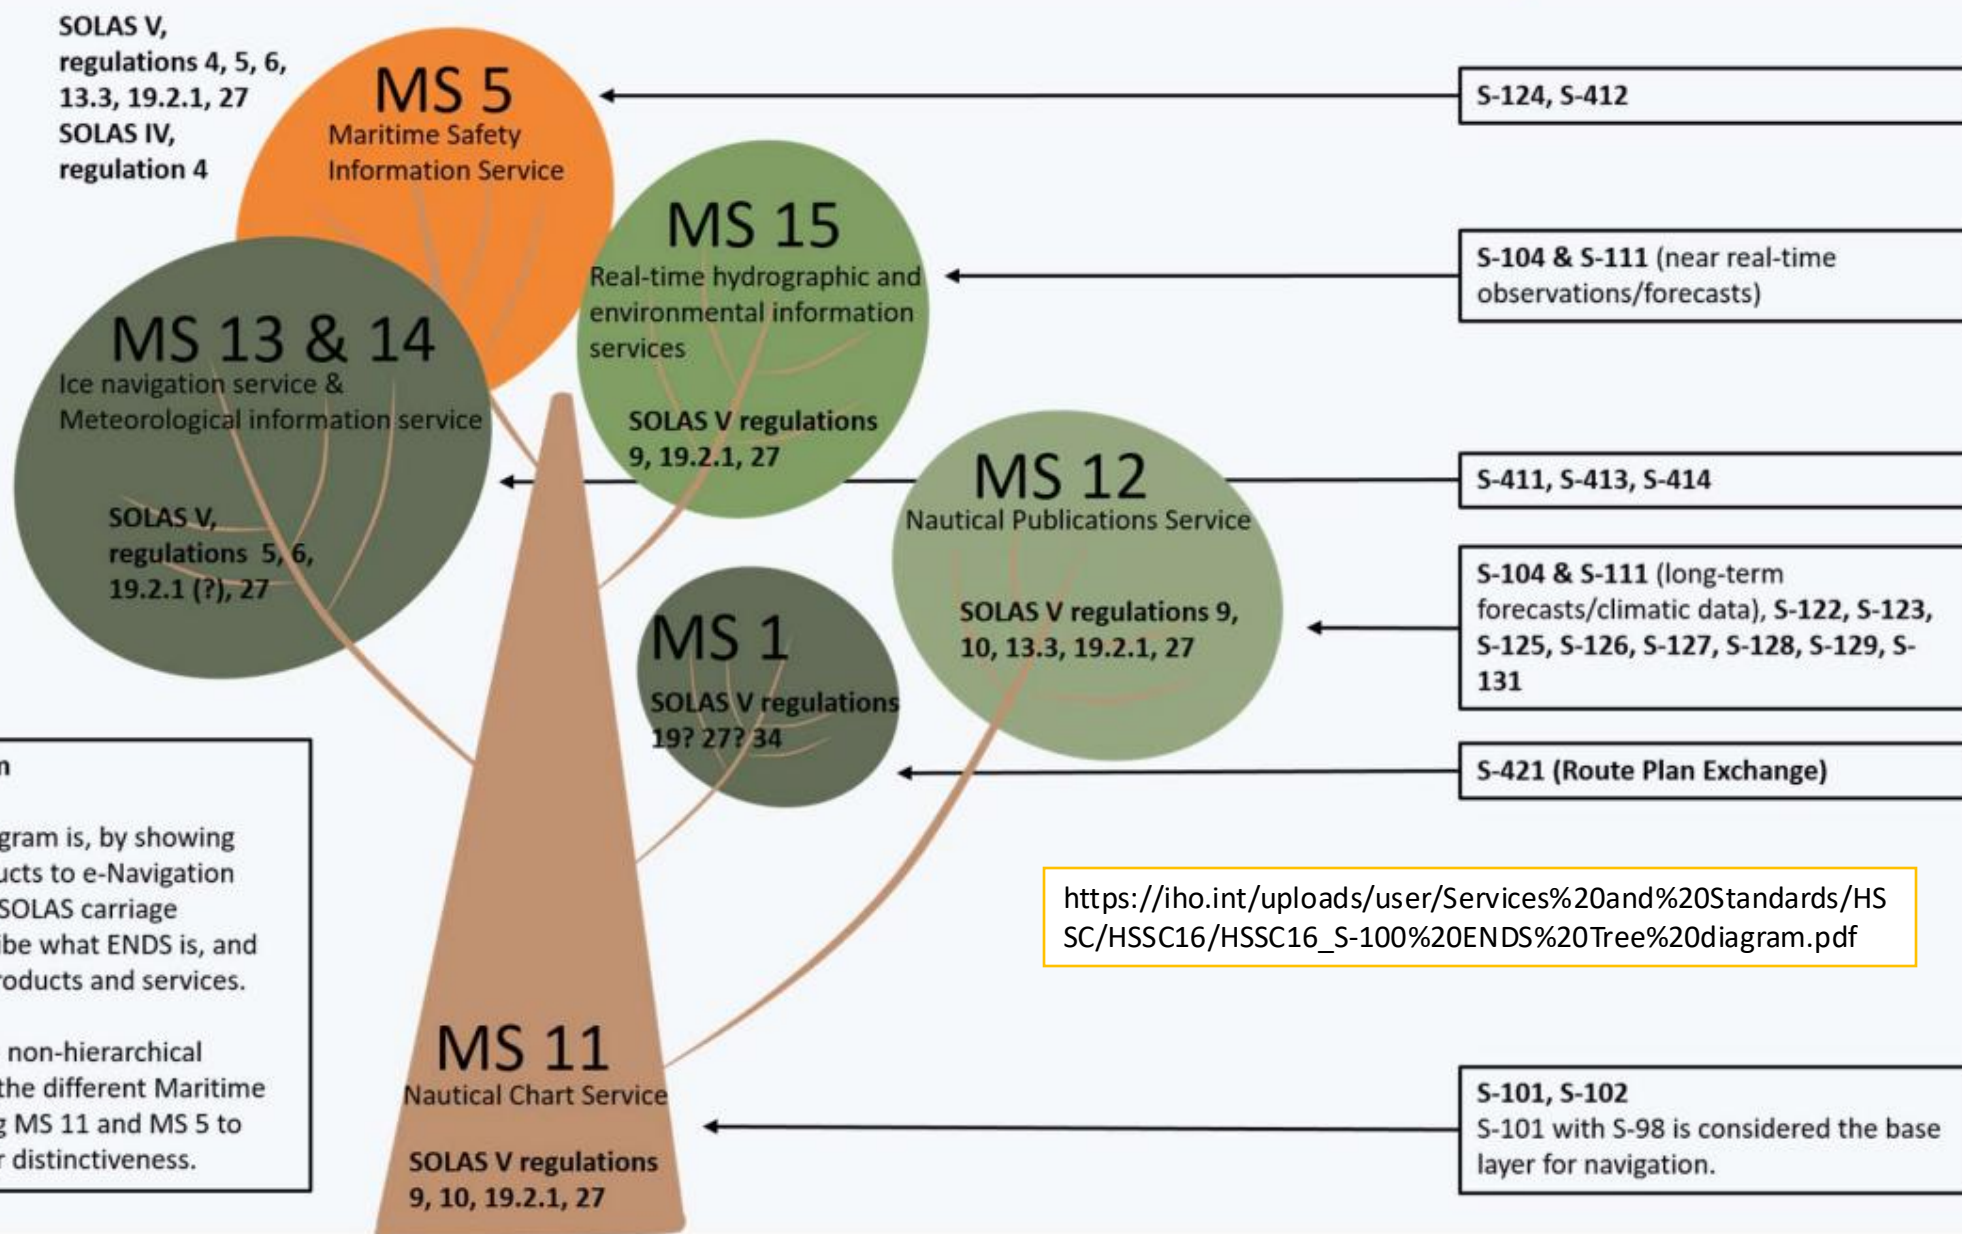 SOLAS V,
regulations 4, 5, 6,
13.3, 19.2.1, 27
SOLAS IV,
regulation 4
MS 5
Maritime Safety
Information Service
S-124, S-412
MS 15
Real-time hydrographic and
environmental information
services
SOLAS V regulations
9, 19.2.1, 27
S-104 & S-111 (near real-time
observations/forecasts)
MS 13 & 14
Ice navigation service &
Meteorological information service
SOLAS V,
regulations 5, 6,
19.2.1 (?), 27
S-411, S-413, S-414
MS 12
Nautical Publications Service
SOLAS V regulations 9,
10, 13.3, 19.2.1, 27
S-104 & S-111 (long-term
forecasts/climatic data), S-122, S-123,
S-125, S-126, S-127, S-128, S-129, S-
131
MS 1
SOLAS V regulations
19? 27? 34
S-421 (Route Plan Exchange)
n
gram is, by showing
ucts to e-Navigation
SOLAS carriage
ibe what ENDS is, and
roducts and services.
non-hierarchical
the different Maritime
g MS 11 and MS 5 to
r distinctiveness.
https://iho.int/uploads/user/Services%20and%20Standards/HS
SC/HSSC16/HSSC16_S-100%20ENDS%20Tree%20diagram.pdf
MS 11
Nautical Chart Service
SOLAS V regulations
9, 10, 19.2.1, 27
S-101, S-102
S-101 with S-98 is considered the base
layer for navigation.